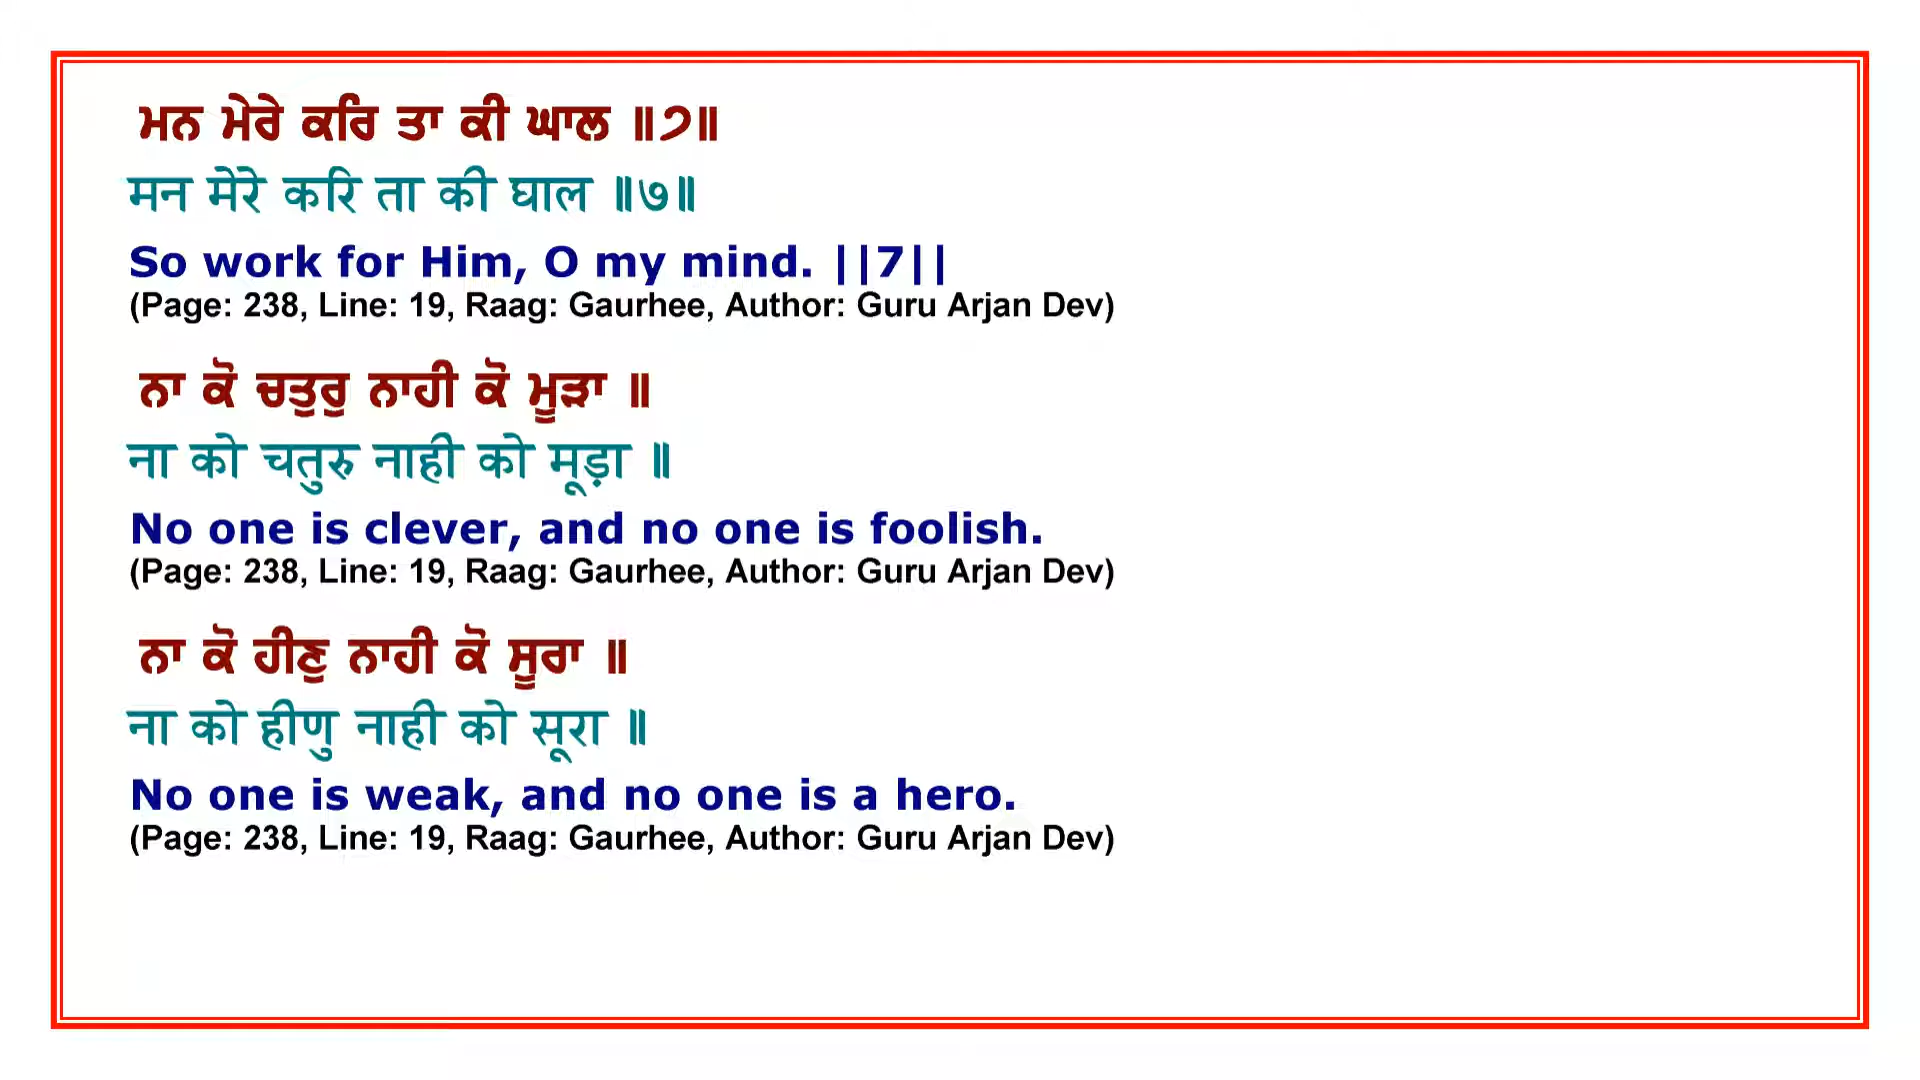 ਮਨ ਮੇਰੇ ਕਰਿ ਤਾ ਕੀ ਘਾਲ ॥੭॥
मन मेरे करि ता की घाल ॥७॥
So work for Him, O my mind. ||7||
(Page: 238, Line: 19, Raag: Gaurhee, Author: Guru Arjan Dev)
ਨਾ ਕੋ ਚਤੁਰੁ ਨਾਹੀ ਕੋ ਮੂੜਾ ॥
ना को चतुरु नाही को मूड़ा ॥
No one is clever, and no one is foolish.
(Page: 238, Line: 19, Raag: Gaurhee, Author: Guru Arjan Dev)
ਨਾ ਕੋ ਹੀਣੁ ਨਾਹੀ ਕੋ ਸੂਰਾ ॥
ना को हीणु नाही को सूरा ॥
No one is weak, and no one is a hero.
(Page: 238, Line: 19, Raag: Gaurhee, Author: Guru Arjan Dev)